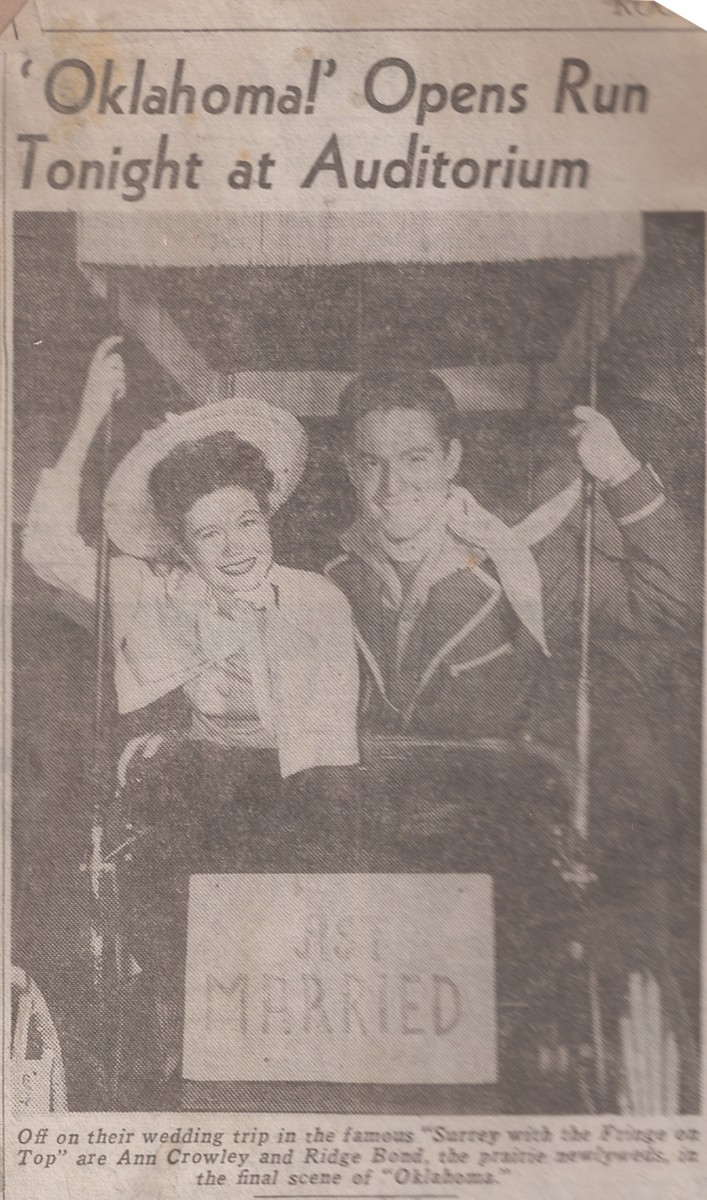 'Oklahoma!' Opens Run
Tonight at Auditorium
JUST
MARRIED
Off on their wedding trip in the famous "Surrey with the Fringe on
Top" are Ann Crowley and Ridge Bond, the prairie newlyweds, in
the final scene of "Oklahoma."